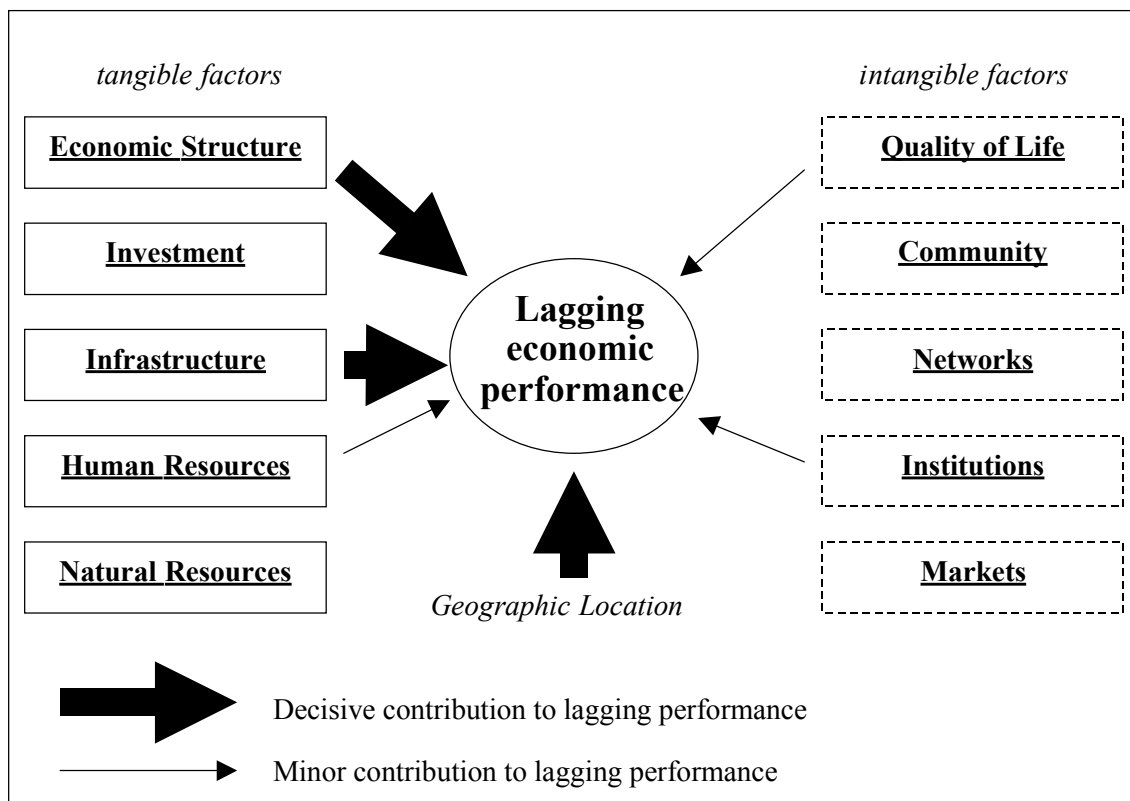 tangible factors
intangible factors
Economic Structure
Quality of Life
Investment
Community
Lagging
economic
performance
Infrastructure
Networks
Human Resources
Institutions
Natural Resources
Markets
Geographic Location
Decisive contribution to lagging performance
Minor contribution to lagging performance